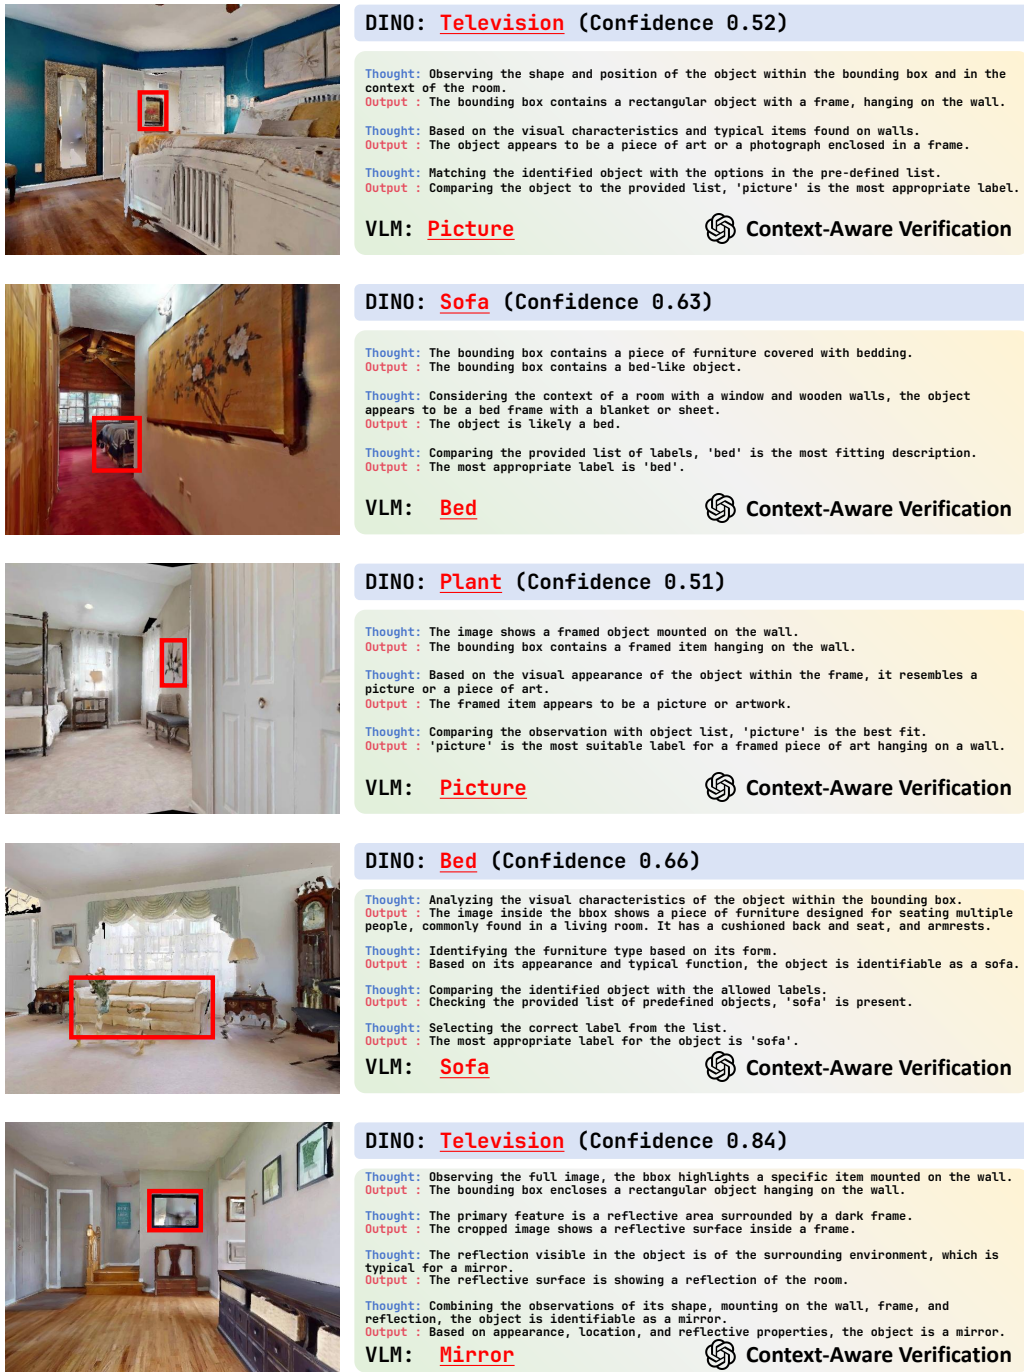 DINO: Television (Confidence 0.52)
Thought: Observing the shape and position of the object within the bounding box and in the
context of the room.
Output : The bounding box contains a rectangular object with a frame, hanging on the wall.
Thought: Based on the visual characteristics and typical items found on walls.
Output : The object appears to be a piece of art or a photograph enclosed in a frame.
Thought: Matching the identified object with the options in the pre-defined list.
Output : Comparing the object to the provided list, 'picture' is the most appropriate label.
VLM: Picture
Context-Aware Verification
DINO: Sofa (Confidence 0.63)
Thought: The bounding box contains a piece of furniture covered with bedding.
Output : The bounding box contains a bed-like object.
Thought: Considering the context of a room with a window and wooden walls, the object
appears to be a bed frame with a blanket or sheet.
Output : The object is likely a bed.
Thought: Comparing the provided list of labels, 'bed' is the most fitting description.
Output : The most appropriate label is 'bed'.
VLM: Bed
Context-Aware Verification
DINO: Plant (Confidence 0.51)
Thought: The image shows a framed object mounted on the wall.
Output : The bounding box contains a framed item hanging on the wall.
Thought: Based on the visual appearance of the object within the frame, it resembles a
picture or a piece of art.
Output : The framed item appears to be a picture or artwork.
Thought: Comparing the observation with object list, 'picture' is the best fit.
Output : 'picture' is the most suitable label for a framed piece of art hanging on a wall.
VLM: Picture
Context-Aware Verification
DINO: Bed (Confidence 0.66)
Thought: Analyzing the visual characteristics of the object within the bounding box.
Output : The image inside the bbox shows a piece of furniture designed for seating multiple
people, commonly found in a living room. It has a cushioned back and seat, and armrests.
Thought: Identifying the furniture type based on its form.
Output : Based on its appearance and typical function, the object is identifiable as a sofa.
Thought: Comparing the identified object with the allowed labels.
Output : Checking the provided list of predefined objects, 'sofa' is present.
Thought: Selecting the correct label from the list.
Output : The most appropriate label for the object is 'sofa'.
VLM: Sofa
Context-Aware Verification
DINO: Television (Confidence 0.84)
Thought: Observing the full image, the bbox highlights a specific item mounted on the wall.
Output : The bounding box encloses a rectangular object hanging on the wall.
Thought: The primary feature is a reflective area surrounded by a dark frame.
Output : The cropped image shows a reflective surface inside a frame.
Thought: The reflection visible in the object is of the surrounding environment, which is
typical for a mirror.
Output : The reflective surface is showing a reflection of the room.
Thought: Combining the observations of its shape, mounting on the wall, frame, and
reflection, the object is identifiable as a mirror.
Output : Based on appearance, location, and reflective properties, the object is a mirror.
VLM: Mirror
Context-Aware Verification